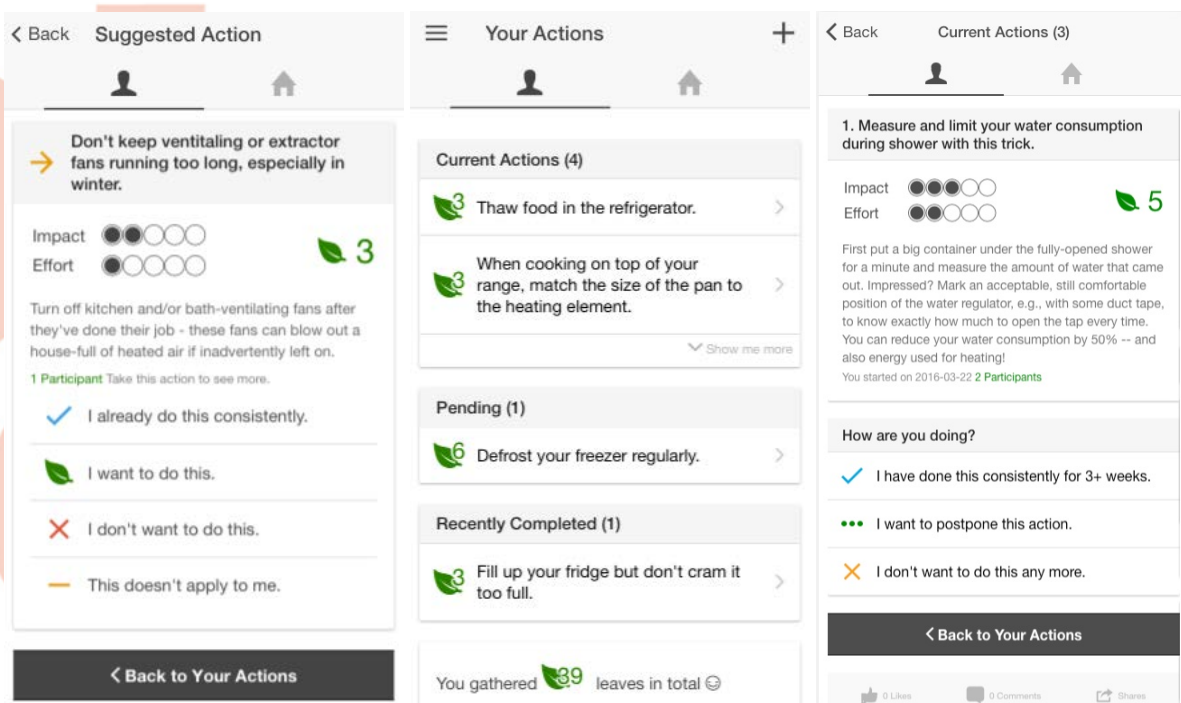 Back Suggested Action
Don't keep ventitaling or extractor
fans running too long, especially in
winter.
Impact
Effort
3
Turn off kitchen and/or bath-ventilating fans after
they've done their job - these fans can blow out a
house-full of heated air if inadvertently left on.
1 Participant Take this action to see more.
I already do this consistently.
I want to do this.
I don't want to do this.
This doesn't apply to me.
Back to Your Actions
Your Actions
Current Actions (4)
3 Thaw food in the refrigerator.
When cooking on top of your
3 range, match the size of the pan to
the heating element.
Show me more
Pending (1)
6 Defrost your freezer regularly.
Recently Completed (1)
3 Fill up your fridge but don't cram it
too full.
You gathered 39 leaves in total
Back Current Actions (3)
1. Measure and limit your water consumption
during shower with this trick.
Impact
Effort
5
First put a big container under the fully-opened shower
for a minute and measure the amount of water that came
out. Impressed? Mark an acceptable, still comfortable
position of the water regulator, e.g., with some duct tape,
to know exactly how much to open the tap every time.
You can reduce your water consumption by 50% -- and
also energy used for heating!
You started on 2016-03-22 2 Participants
How are you doing?
I have done this consistently for 3+ weeks.
I want to postpone this action.
I don't want to do this any more.
Back to Your Actions
0 Likes 0 Comments Shares